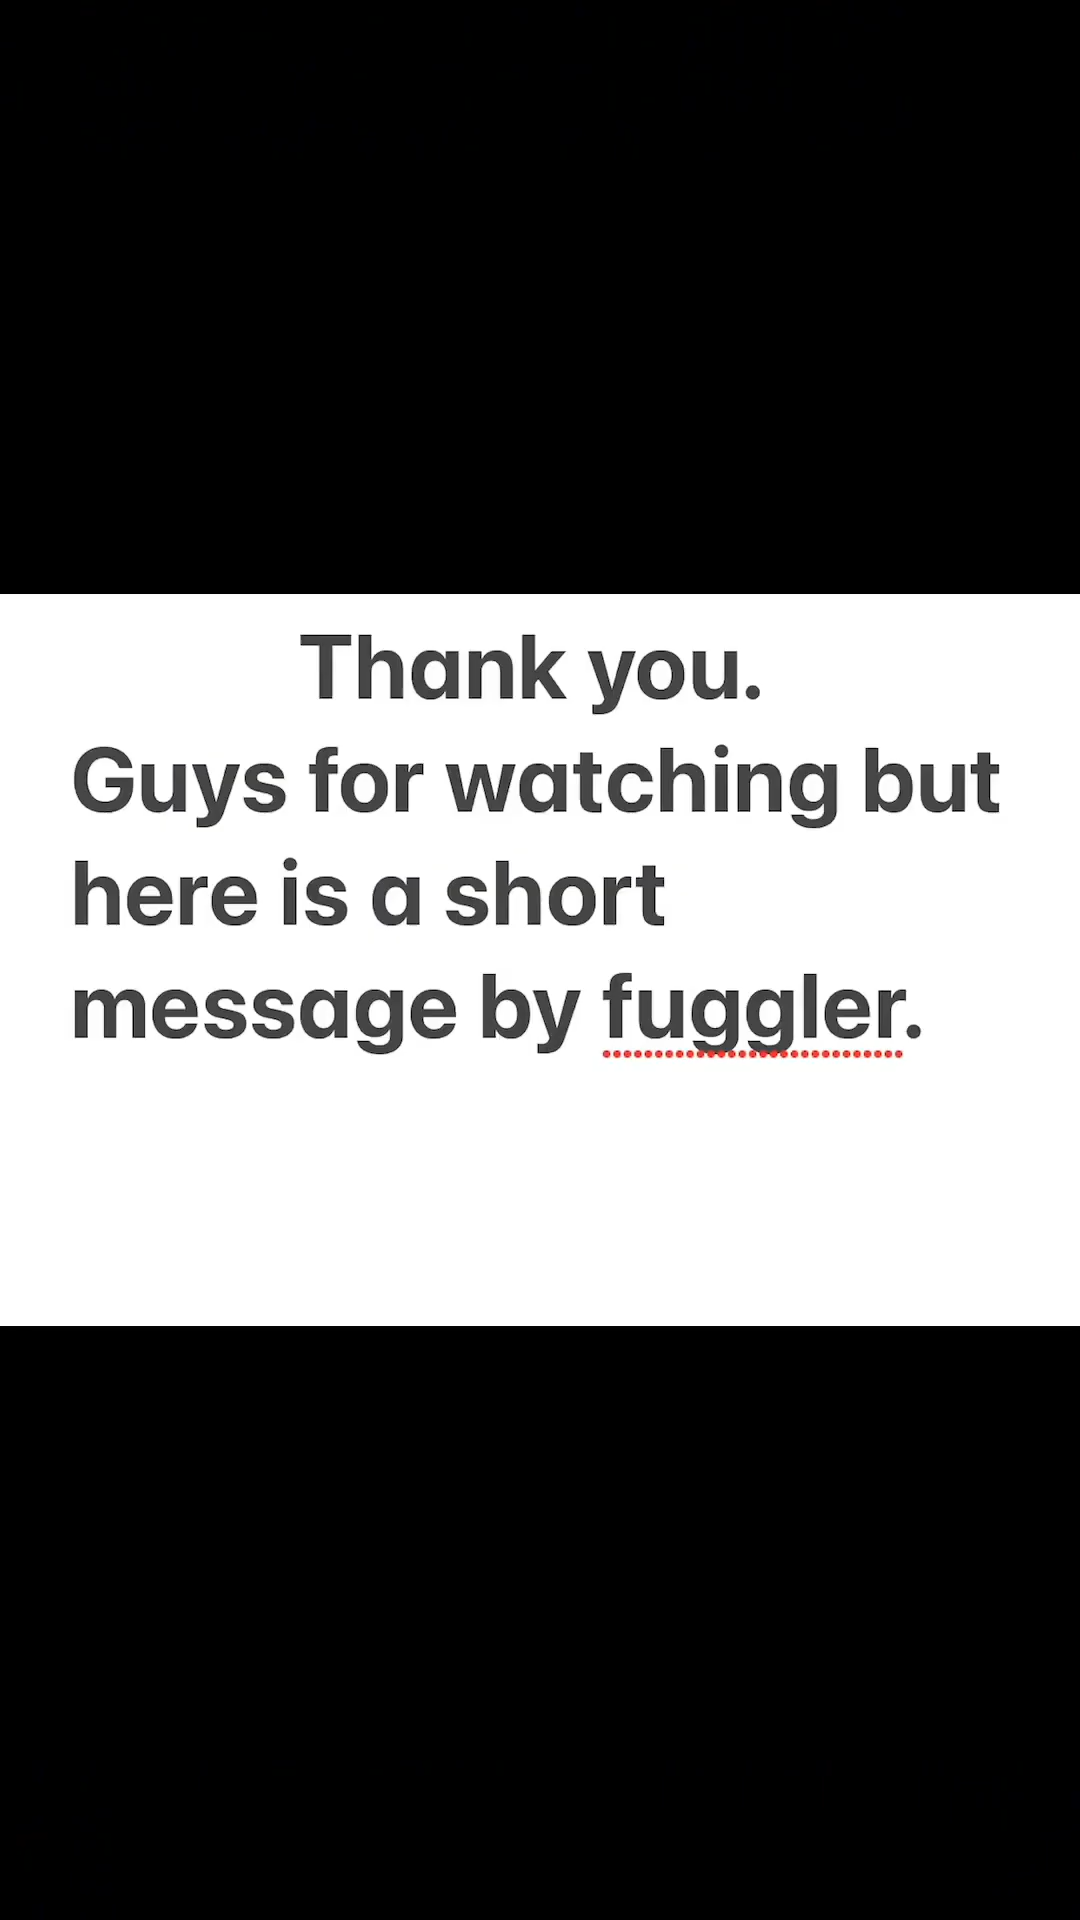 Thank you.
Guys for watching but
here is a short
message by fuggler.